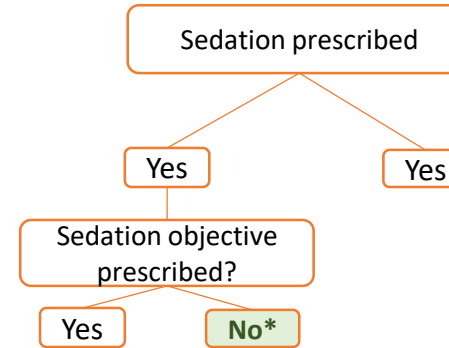 Sedation prescribed
Yes
Yes
Sedation objective
prescribed?
Yes
No*